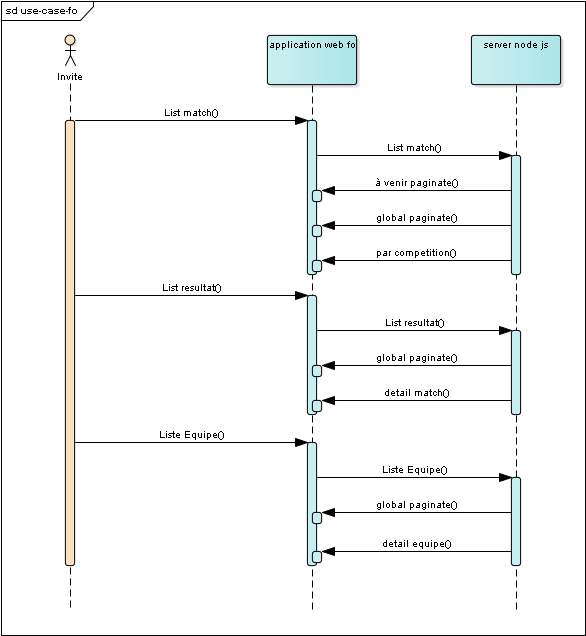 sd use-case-fo
Invite
application web fo
server node js
List match()
List match()
à venir paginate()
global paginate()
par competition()
List resultat()
List resultat()
global paginate()
detail match()
Liste Equipe()
Liste Equipe()
global paginate()
detail equipe()